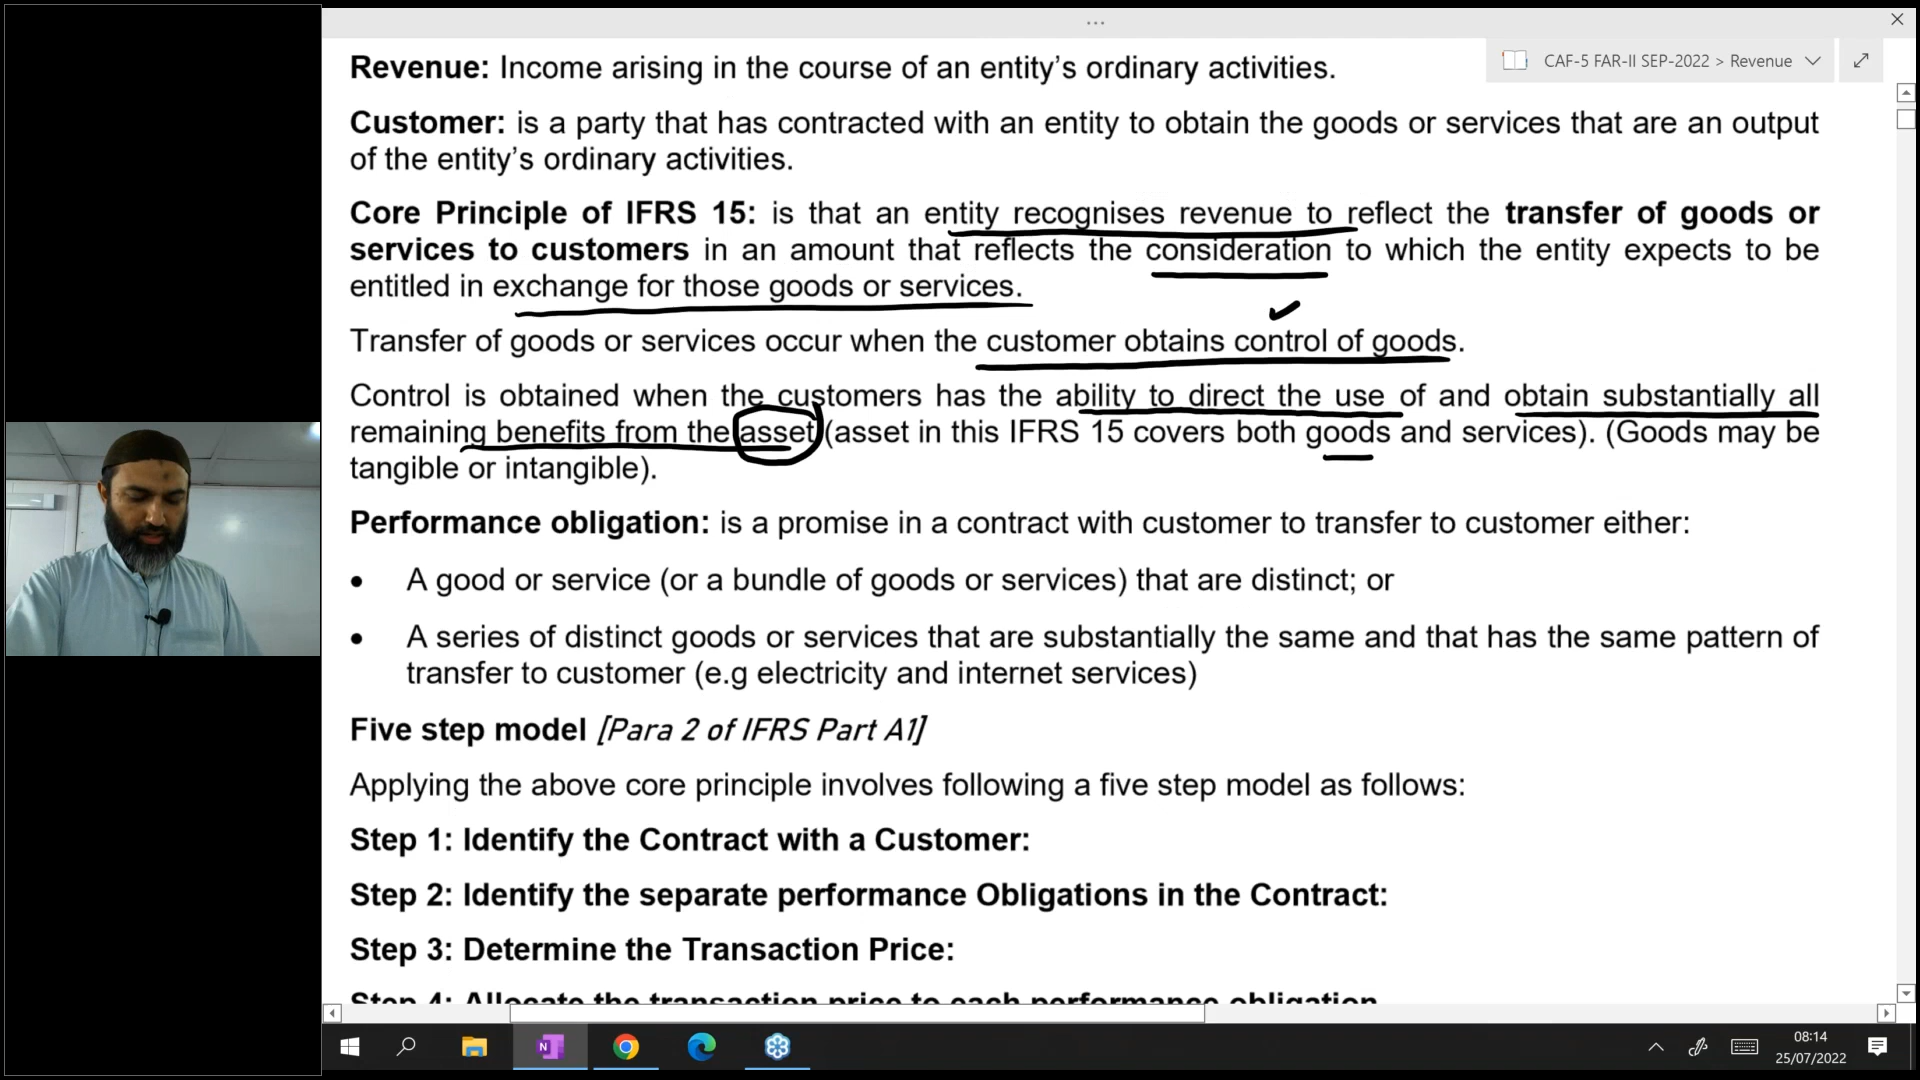 ...
CAF-5 FAR-II SEP-2022 > Revenue
Revenue: Income arising in the course of an entity’s ordinary activities.
Customer: is a party that has contracted with an entity to obtain the goods or services that are an output
of the entity’s ordinary activities.
Core Principle of IFRS 15: is that an entity recognises revenue to reflect the transfer of goods or
services to customers in an amount that reflects the consideration to which the entity expects to be
entitled in exchange for those goods or services.
Transfer of goods or services occur when the customer obtains control of goods.
Control is obtained when the customers has the ability to direct the use of and obtain substantially all
remaining benefits from the asset (asset in this IFRS 15 covers both goods and services). (Goods may be
tangible or intangible).
Performance obligation: is a promise in a contract with customer to transfer to customer either:
• A good or service (or a bundle of goods or services) that are distinct; or
• A series of distinct goods or services that are substantially the same and that has the same pattern of
transfer to customer (e.g electricity and internet services)
Five step model [Para 2 of IFRS Part A1]
Applying the above core principle involves following a five step model as follows:
Step 1: Identify the Contract with a Customer:
Step 2: Identify the separate performance Obligations in the Contract:
Step 3: Determine the Transaction Price:
Step 4: Allocate the transaction price to each performance obligation
N
08:14
25/07/2022